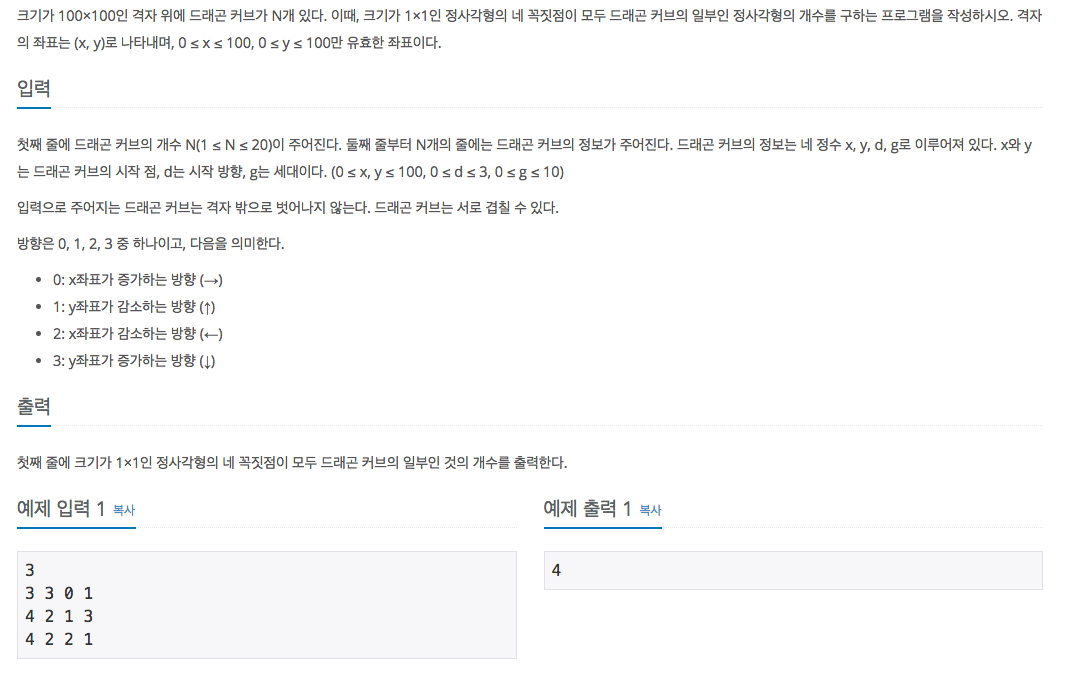 크기가 100×100인 격자 위에 드래곤 커브가 N개 있다. 이때, 크기가 1×1인 정사각형의 네 꼭짓점이 모두 드래곤 커브의 일부인 정사각형의 개수를 구하는 프로그램을 작성하시오. 격자
의 좌표는 (x, y)로 나타내며, 0 ≤ x ≤ 100, 0 ≤ y ≤ 100만 유효한 좌표이다.
입력
첫째 줄에 드래곤 커브의 개수 N(1 ≤ N ≤ 20)이 주어진다. 둘째 줄부터 N개의 줄에는 드래곤 커브의 정보가 주어진다. 드래곤 커브의 정보는 네 정수 x, y, d, g로 이루어져 있다. x와 y
는 드래곤 커브의 시작 점, d는 시작 방향, g는 세대이다. (0 ≤ x, y ≤ 100, 0 ≤ d ≤ 3, 0 ≤ g ≤ 10)
입력으로 주어지는 드래곤 커브는 격자 밖으로 벗어나지 않는다. 드래곤 커브는 서로 겹칠 수 있다.
방향은 0, 1, 2, 3 중 하나이고, 다음을 의미한다.
• 0: x좌표가 증가하는 방향 (→)
• 1: y좌표가 감소하는 방향 (↑)
• 2: x좌표가 감소하는 방향 (←)
• 3: y좌표가 증가하는 방향 (↓)
출력
첫째 줄에 크기가 1×1인 정사각형의 네 꼭짓점이 모두 드래곤 커브의 일부인 것의 개수를 출력한다.
예제 입력 1 복사
3
3 3 0 1
4 2 1 3
4 2 2 1
예제 출력 1 복사
4